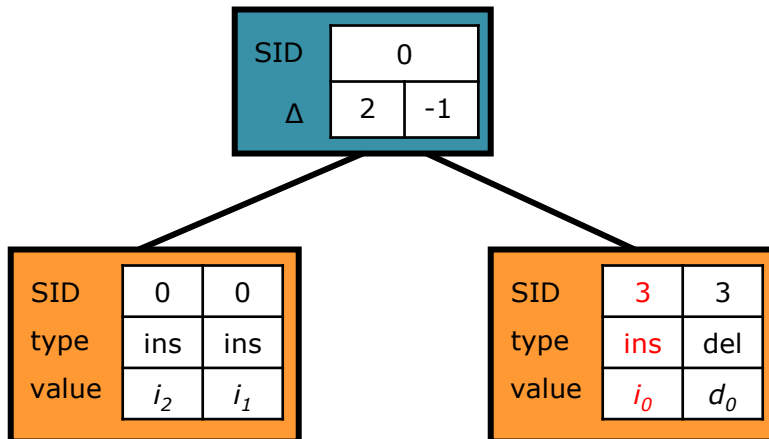 SID 0
Δ 2 -1
SID 0 0
type ins ins
value i₂ i₁
SID 3 3
type ins del
value i₀ d₀